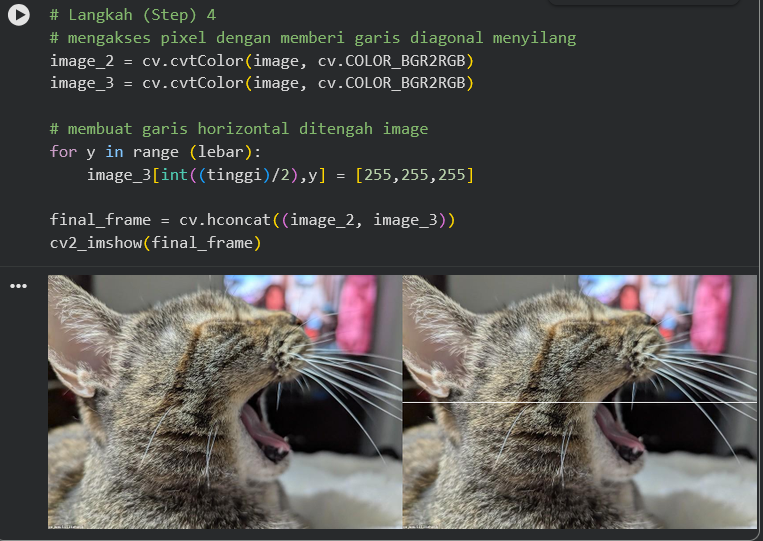 # Langkah (Step) 4
# mengakses pixel dengan memberi garis diagonal menyilang
image_2 = cv.cvtColor(image, cv.COLOR_BGR2RGB)
image_3 = cv.cvtColor(image, cv.COLOR_BGR2RGB)
# membuat garis horizontal ditengah image
for y in range (lebar):
    image_3[int((tinggi)/2),y] = [255,255,255]
final_frame = cv.hconcat((image_2, image_3))
cv2_imshow(final_frame)